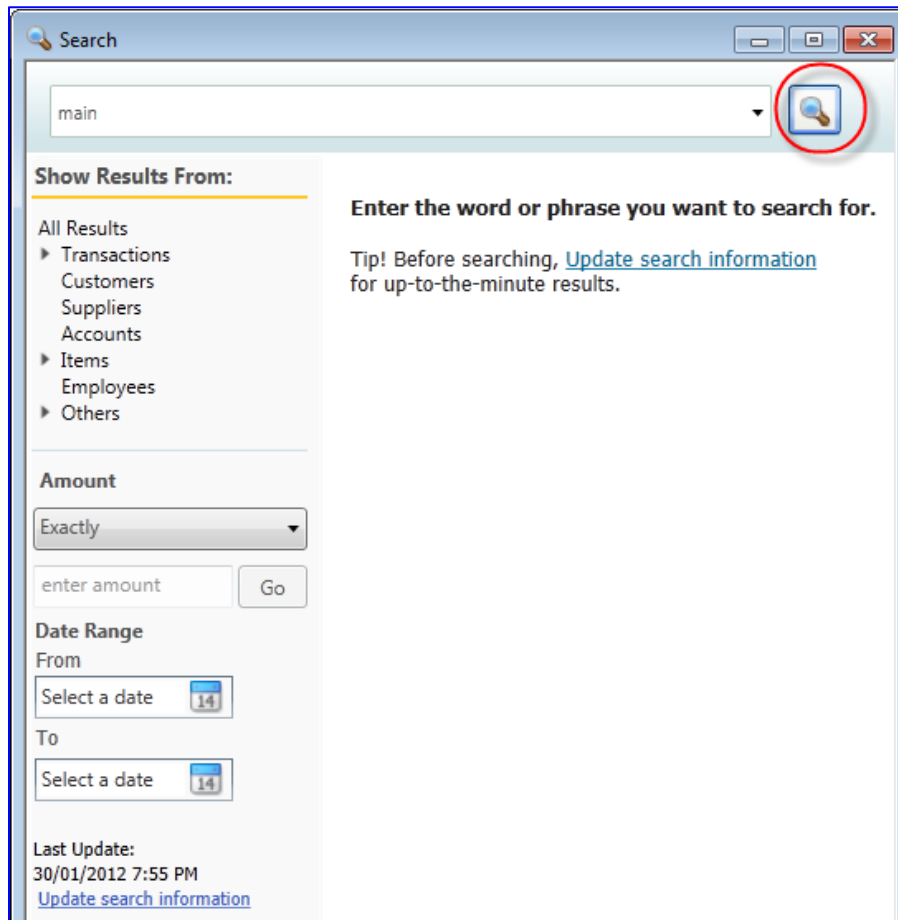 Search
main
Show Results From:
All Results
Transactions
Customers
Suppliers
Accounts
Items
Employees
Others
Enter the word or phrase you want to search for.
Tip! Before searching, Update search information
for up-to-the-minute results.
Amount
Exactly
enter amount
Go
Date Range
From
Select a date
14
To
Select a date
14
Last Update:
30/01/2012 7:55 PM
Update search information